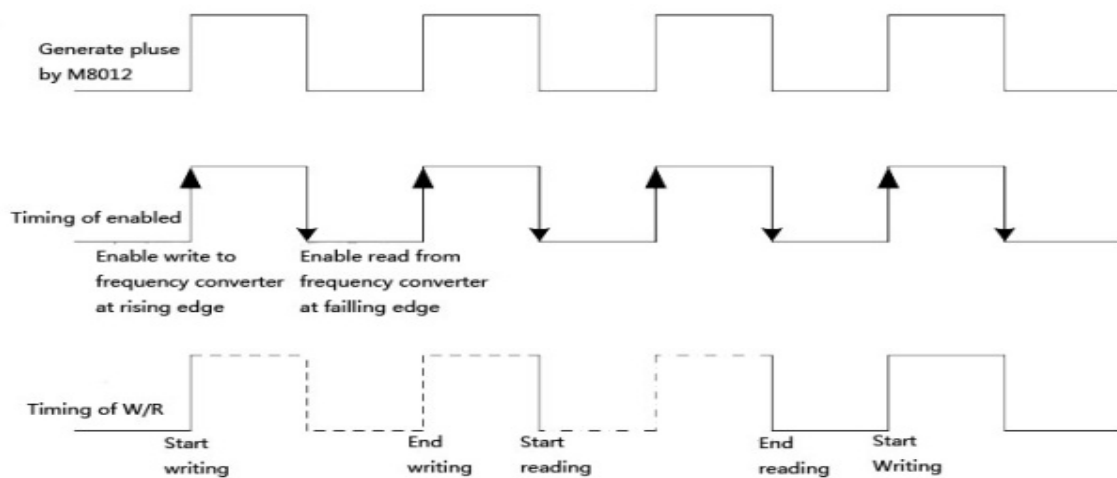 Generate pluse
by M8012
Timing of enabled
Enable write to
frequency converter
at rising edge
Enable read from
frequency converter
at failling edge
Timing of W/R
Start
writing
End
writing
Start
reading
End
reading
Start
Writing